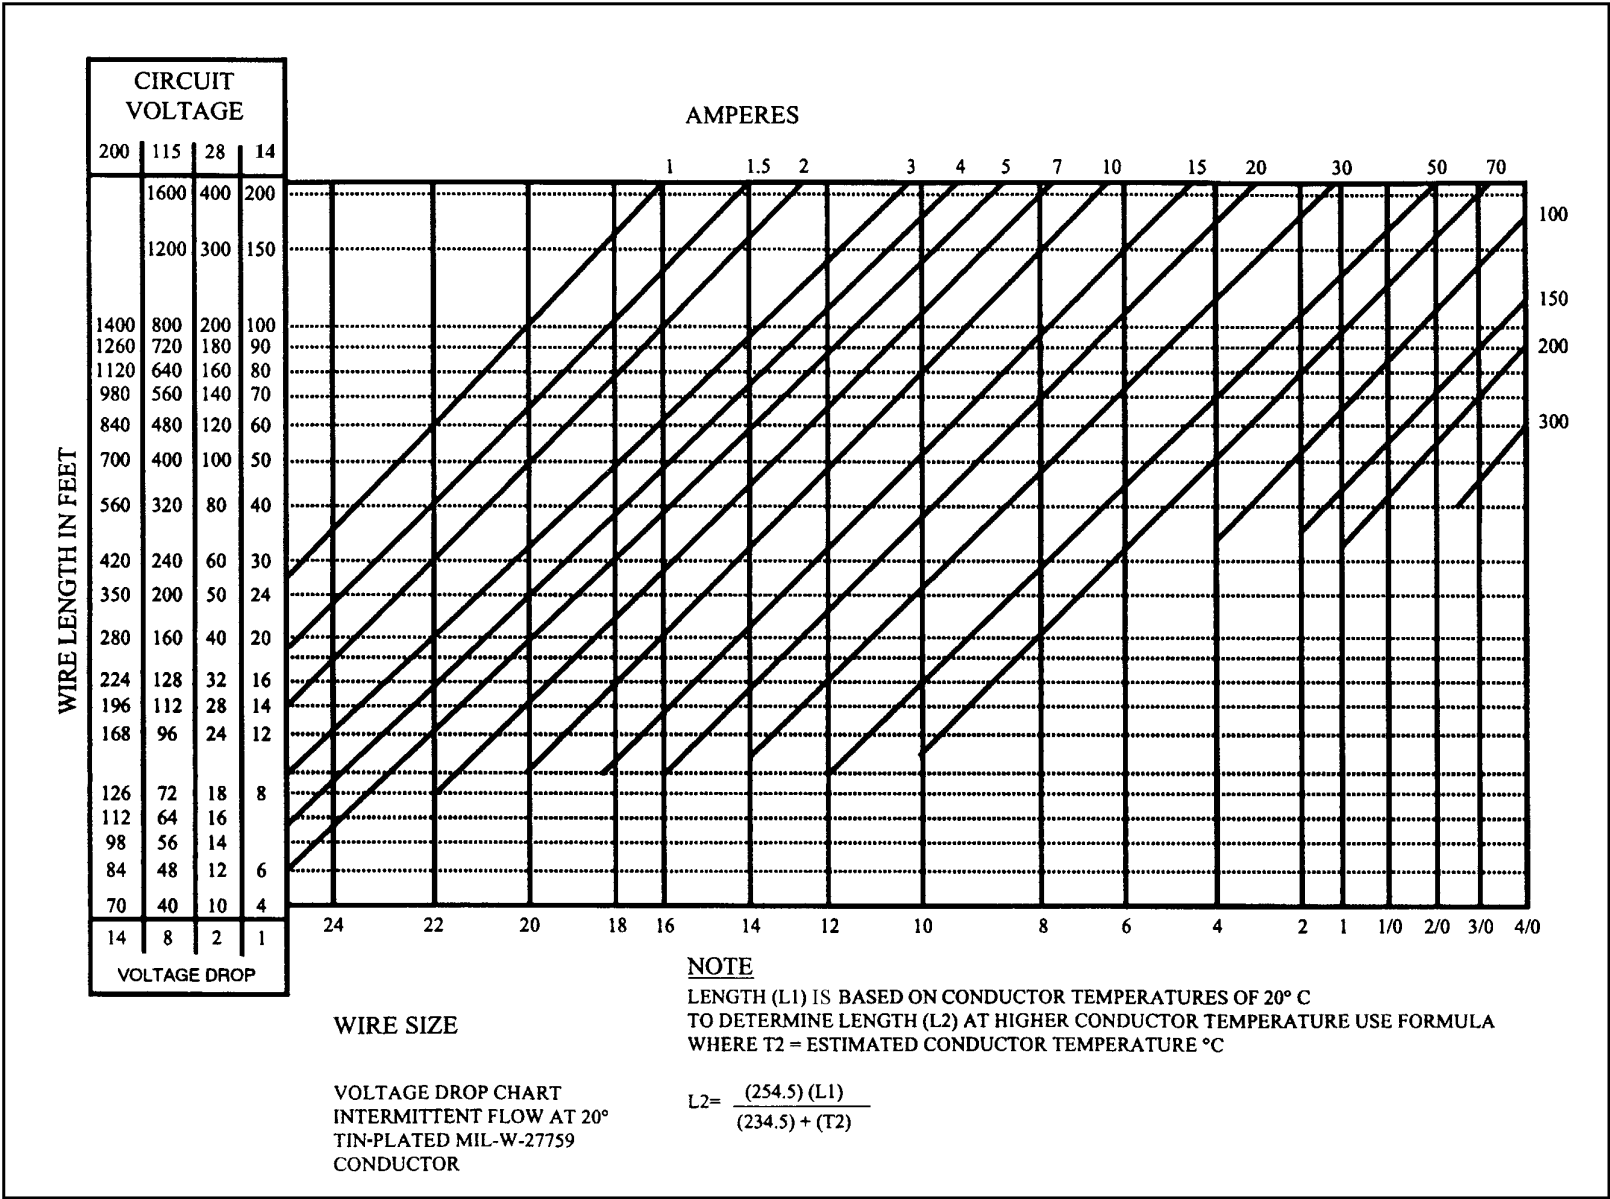 CIRCUIT
VOLTAGE
AMPERES
200 115 28 14
1 1.5 2 3 4 5 7 10 15 20 30 50 70
1600 400 200
100
1200 300 150
150
1400 800 200 100
1260 720 180 90
200
1120 640 160 80
980 560 140 70
840 480 120 60
300
700 400 100 50
560 320 80 40
420 240 60 30
350 200 50 24
280 160 40 20
224 128 32 16
196 112 28 14
168 96 24 12
126 72 18 8
112 64 16
98 56 14
84 48 12 6
70 40 10 4
WIRE LENGTH IN FEET
14 8 2 1
24 22 20 18 16 14 12 10 8 6 4 2 1 1/0 2/0 3/0 4/0
VOLTAGE DROP
WIRE SIZE
NOTE
LENGTH (L1) IS BASED ON CONDUCTOR TEMPERATURES OF 20° C
TO DETERMINE LENGTH (L2) AT HIGHER CONDUCTOR TEMPERATURE USE FORMULA
WHERE T2 = ESTIMATED CONDUCTOR TEMPERATURE °C
VOLTAGE DROP CHART
INTERMITTENT FLOW AT 20°
TIN-PLATED MIL-W-27759
CONDUCTOR
L2= (254.5) (L1)
(234.5) + (T2)